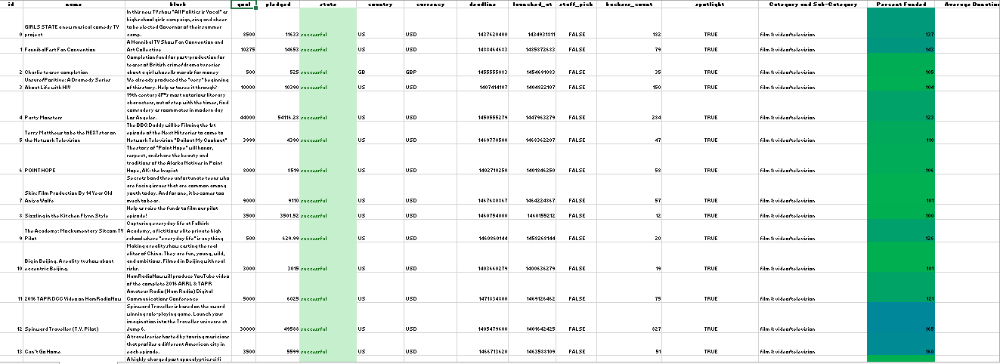 id name blurb goal pledged state country currency deadline launched_at staff_pick backers_count spotlight Category and Sub-Category Percent Funded Average Donation
In this new TV show "All Politics is Vocal" as
high school girls campaign, sing and cheer
to be elected Governor of their summer
GIRLS STATE a new musical comedy TV camp.
0 project 8500 11633 successful US USD 1437620400 1434931811 FALSE 182 TRUE film & video/television 137
A Hannibal TV Show Fan Convention and
1 FannibalFest Fan Convention Art Collective 10275 14653 successful US USD 1488464683 1485872683 FALSE 79 TRUE film & video/television 143
Completion fund for post-production for
teaser of British crime/drama tv series
2 Charlie teaser completion about a girl who sells morals for money 500 525 successful GB GBP 1455555083 1454691083 FALSE 35 TRUE film & video/television 105
Unsure/Positive: A Dramedy Series We already produced the *very* beginning
3 About Life with HIV of this story. Help us to see it through? 10000 10390 successful US USD 1407414107 1404822107 FALSE 150 TRUE film & video/television 104
19th century's most notorious literary
characters, out of step with the times, find
comradery as roommates in modern day
4 Party Monsters Los Angeles. 44000 54116.28 successful US USD 1450555279 1447963279 FALSE 284 TRUE film & video/television 123
The BBQ Daddy will be Filming the 1st
Terry Matthews to be the NEXT star on episode of the Next Hit series to come to
5 the Network Television Network Television "Bailout My Cookout" 3999 4390 successful US USD 1469770500 1468362207 FALSE 47 TRUE film & video/television 110
The story of "Point Hope" will honor,
respect, and share the beauty and
traditions of the Alaska Natives in Point
6 POINT HOPE Hope, AK: the Inupiat 8000 8519 successful US USD 1402710250 1401846250 FALSE 58 TRUE film & video/television 106
Secrets bond three unfortunate teens who
are facing issues that are common among
Skin: Film Production By 14 Year Old youth today. And for one, it becomes too
7 Aniya Wolfe much to bear. 9000 9110 successful US USD 1467680867 1464224867 FALSE 57 TRUE film & video/television 101
Help us raise the funds to film our pilot
8 Sizzling in the Kitchen Flynn Style episode! 3500 3501.52 successful US USD 1460754000 1460155212 FALSE 12 TRUE film & video/television 100
Capturing everyday life at Falkirk
The Academy: Mockumentary Sitcom TV Academy, a fictitious elite private high
9 Pilot school where "everyday life" is anything 500 629.99 successful US USD 1460860144 1458268144 FALSE 20 TRUE film & video/television 126
Making a reality show casting the real
elites of China. They are fun, young, wild,
Big in Beijing. A reality tv show about and ambitious. Filmed in Beijing with real
10 eccentric Beijing. risks. 3000 3015 successful US USD 1403660279 1400636279 FALSE 19 TRUE film & video/television 101
HamRadioNow will produce YouTube video
of the complete 2016 ARRL & TAPR
Amateur Radio (Ham Radio) Digital
11 2016 TAPR DCC Video on HamRadioNow Communications Conference 5000 6025 successful US USD 1471834800 1469126462 FALSE 75 TRUE film & video/television 121
Spinward Traveller is based on the award
winning role-playing game. Launch your
imagination into the Traveller universe at
12 Spinward Traveller (T.V. Pilot) Jump 6. 30000 49588 successful US USD 1405479600 1401642425 FALSE 827 TRUE film & video/television 165
A travel series hosted by touring musicians
that profiles a different American city in
13 Can't Go Home each episode. 3500 5599 successful US USD 1466713620 1463588109 FALSE 51 TRUE film & video/television 160
A highly charged post apocalyptic sci fi